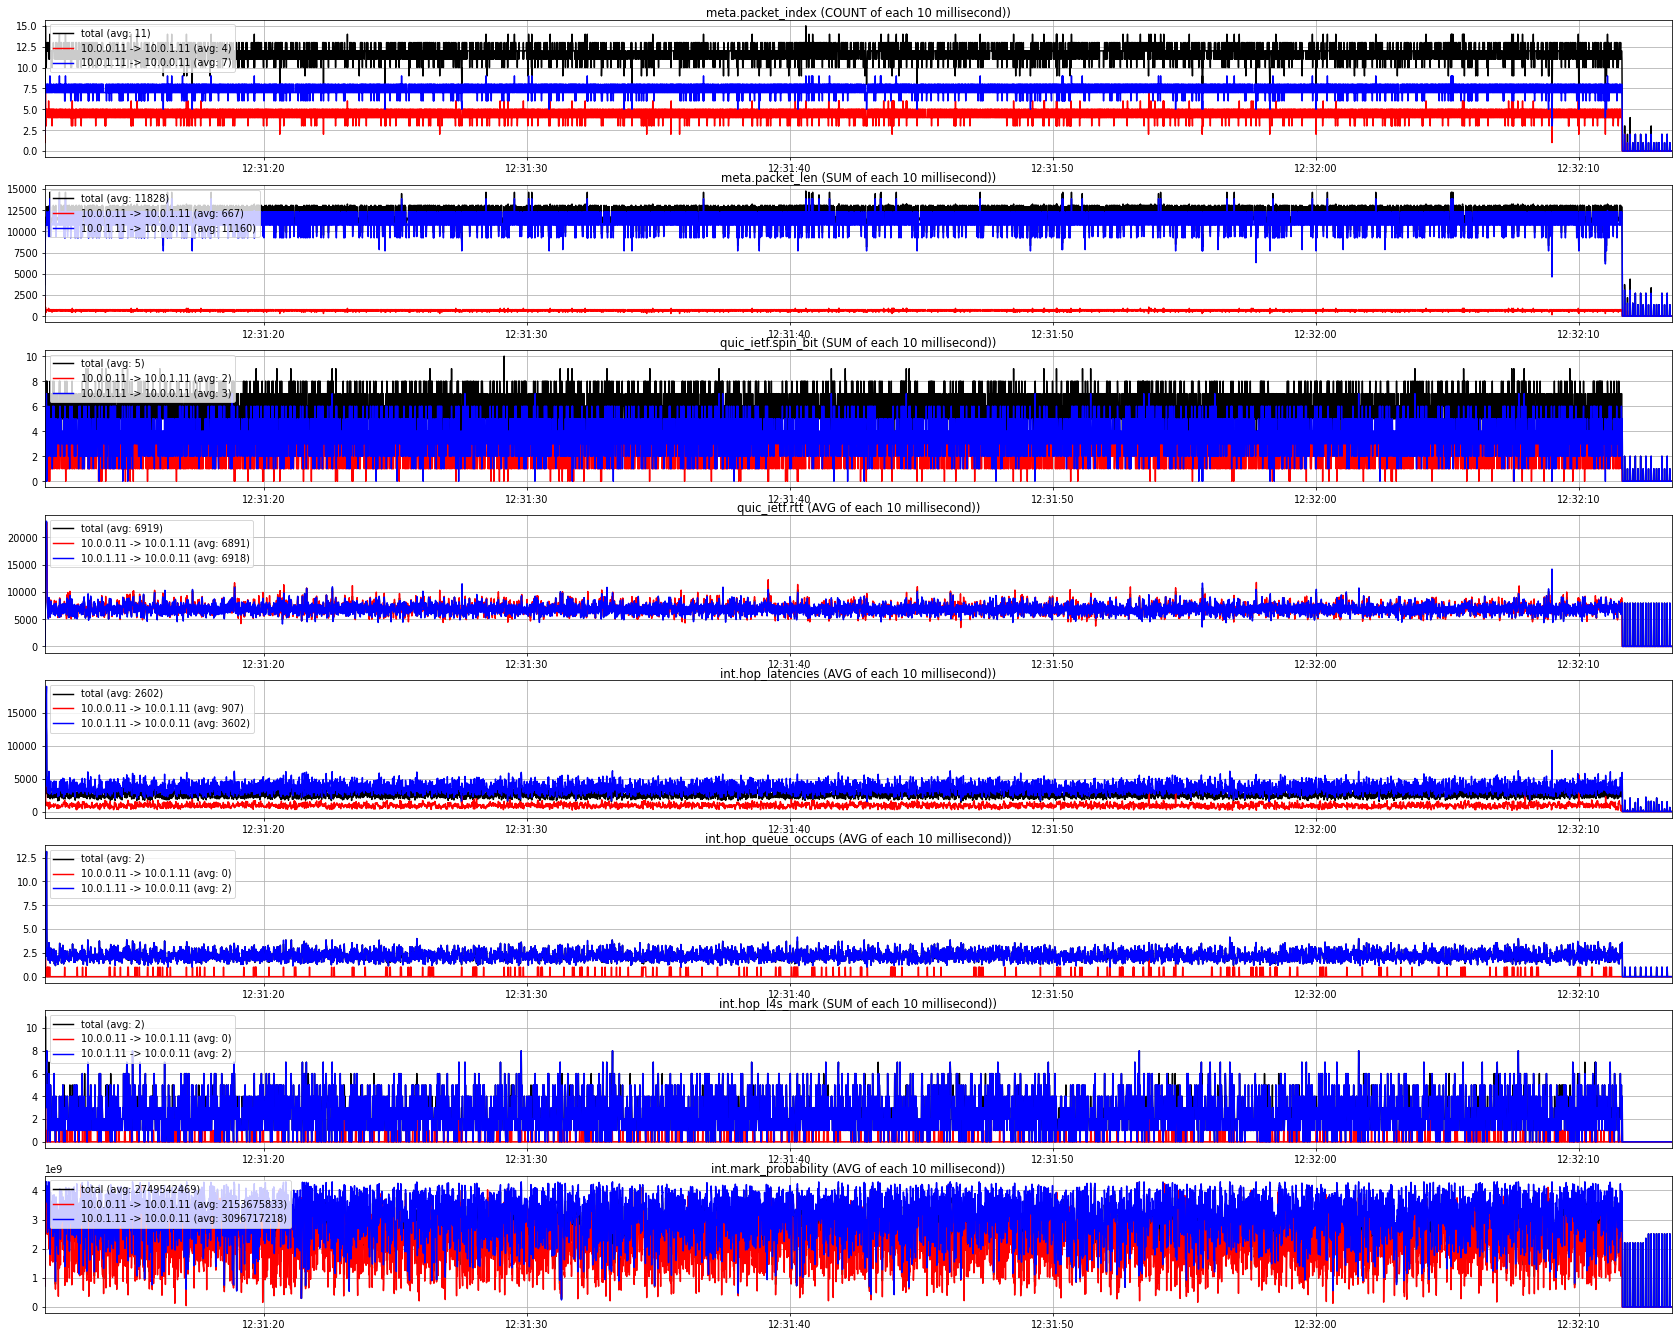 meta.packet_index (COUNT of each 10 millisecond))
15.0
12.5
10.0
7.5
5.0
2.5
0.0
total (avg: 11)
10.0.0.11 -> 10.0.1.11 (avg: 4)
10.0.1.11 -> 10.0.0.11 (avg: 7)
12:31:20 12:31:30 12:31:40 12:31:50 12:32:00 12:32:10
meta.packet_len (SUM of each 10 millisecond))
15000
12500
10000
7500
5000
2500
0
total (avg: 11828)
10.0.0.11 -> 10.0.1.11 (avg: 667)
10.0.1.11 -> 10.0.0.11 (avg: 11160)
12:31:20 12:31:30 12:31:40 12:31:50 12:32:00 12:32:10
quic_ietf.spin_bit (SUM of each 10 millisecond))
10
8
6
4
2
0
total (avg: 5)
10.0.0.11 -> 10.0.1.11 (avg: 2)
10.0.1.11 -> 10.0.0.11 (avg: 3)
12:31:20 12:31:30 12:31:40 12:31:50 12:32:00 12:32:10
quic_ietf.rtt (AVG of each 10 millisecond))
20000
15000
10000
5000
0
total (avg: 6919)
10.0.0.11 -> 10.0.1.11 (avg: 6891)
10.0.1.11 -> 10.0.0.11 (avg: 6918)
12:31:20 12:31:30 12:31:40 12:31:50 12:32:00 12:32:10
int.hop_latencies (AVG of each 10 millisecond))
15000
10000
5000
0
total (avg: 2602)
10.0.0.11 -> 10.0.1.11 (avg: 907)
10.0.1.11 -> 10.0.0.11 (avg: 3602)
12:31:20 12:31:30 12:31:40 12:31:50 12:32:00 12:32:10
int.hop_queue_occups (AVG of each 10 millisecond))
12.5
10.0
7.5
5.0
2.5
0.0
total (avg: 2)
10.0.0.11 -> 10.0.1.11 (avg: 0)
10.0.1.11 -> 10.0.0.11 (avg: 2)
12:31:20 12:31:30 12:31:40 12:31:50 12:32:00 12:32:10
int.hop_l4s_mark (SUM of each 10 millisecond))
10
8
6
4
2
0
total (avg: 2)
10.0.0.11 -> 10.0.1.11 (avg: 0)
10.0.1.11 -> 10.0.0.11 (avg: 2)
12:31:20 12:31:30 12:31:40 12:31:50 12:32:00 12:32:10
int.mark_probability (AVG of each 10 millisecond))
1e9
4
3
2
1
0
total (avg: 2749542469)
10.0.0.11 -> 10.0.1.11 (avg: 2153675833)
10.0.1.11 -> 10.0.0.11 (avg: 3096717218)
12:31:20 12:31:30 12:31:40 12:31:50 12:32:00 12:32:10